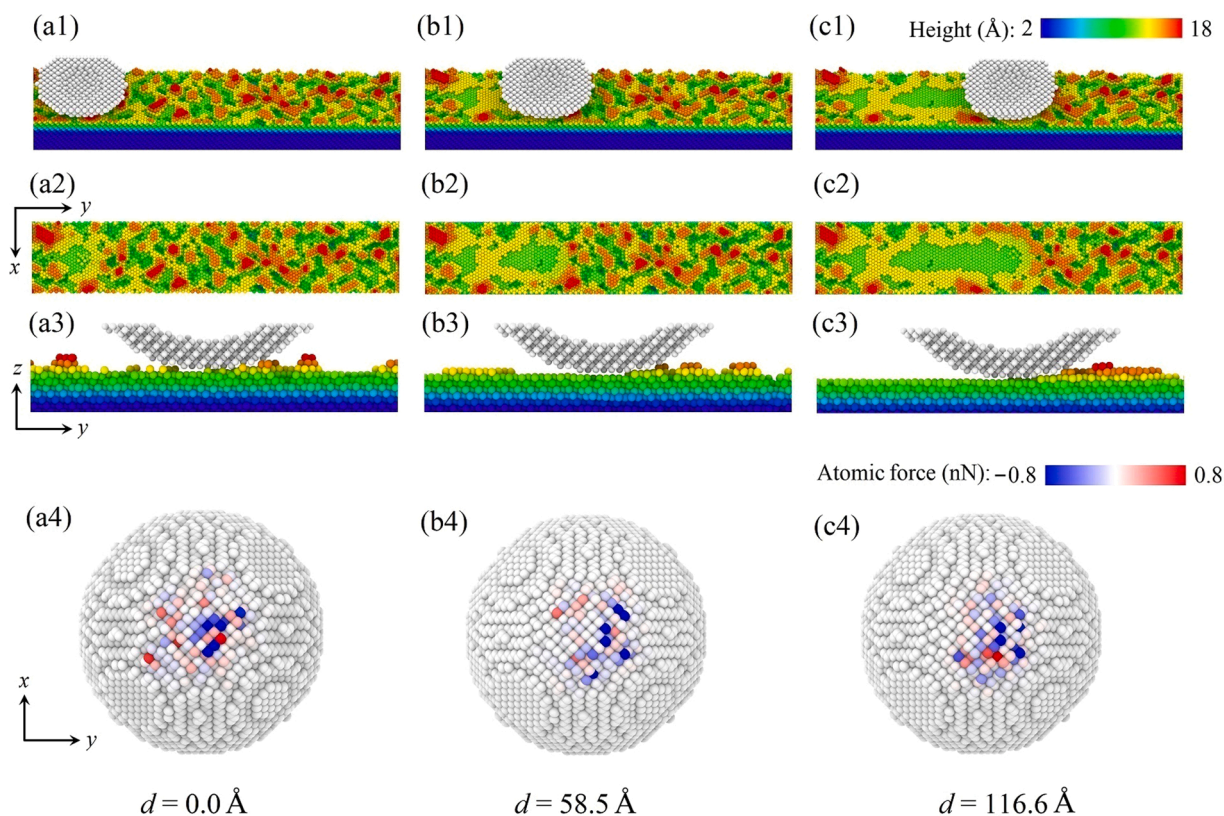 (a1)
(b1)
(c1)
Height (Å): 2
18
(a2)
(b2)
(c2)
y
x
(a3)
(b3)
(c3)
z
y
Atomic force (nN): −0.8
0.8
(a4)
(b4)
(c4)
x
y
d = 0.0 Å
d = 58.5 Å
d = 116.6 Å